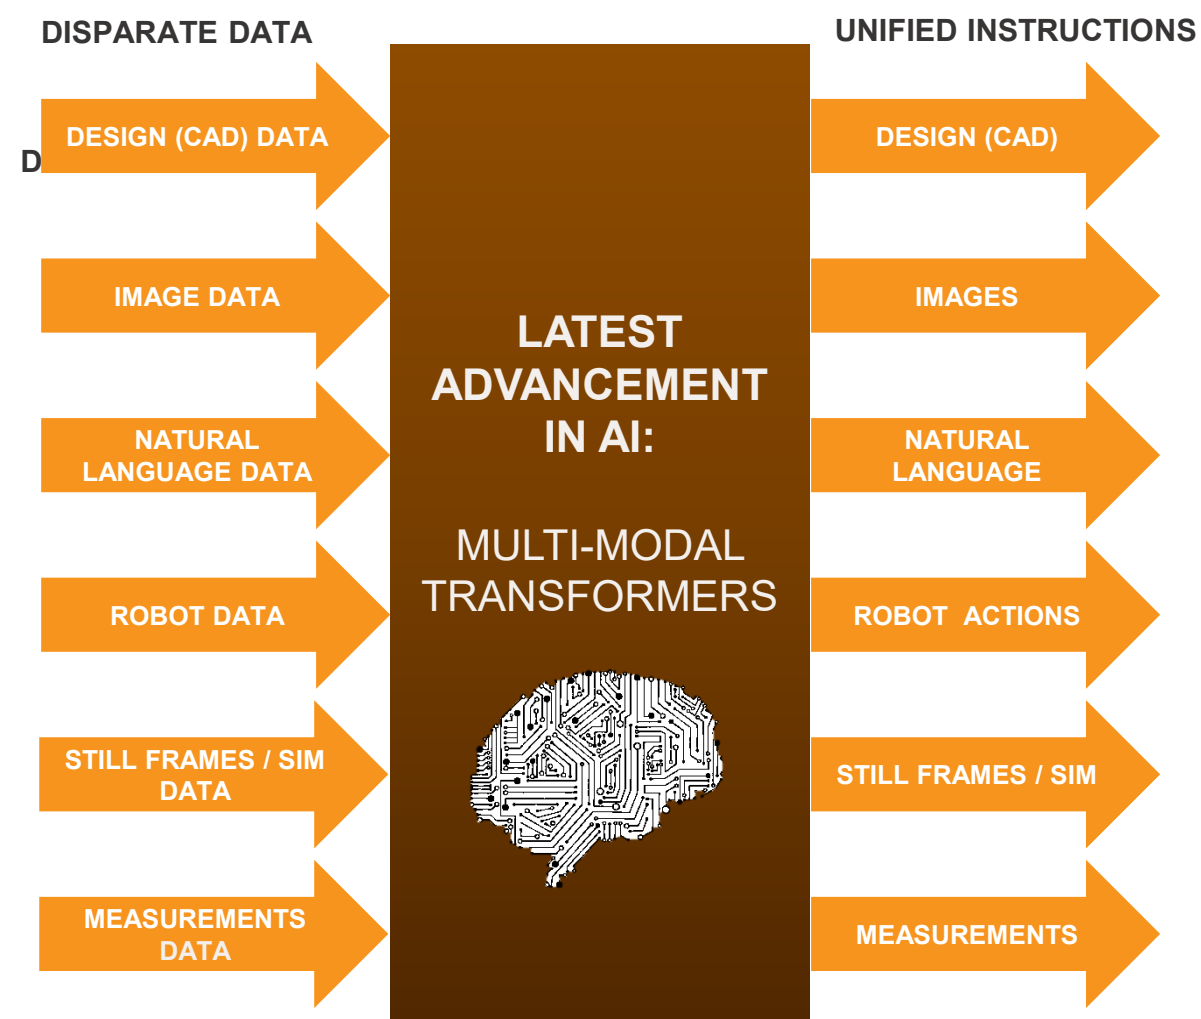 DISPARATE DATA
UNIFIED INSTRUCTIONS
D
DESIGN (CAD) DATA
IMAGE DATA
NATURAL
LANGUAGE DATA
ROBOT DATA
STILL FRAMES / SIM
DATA
MEASUREMENTS
DATA
LATEST
ADVANCEMENT
IN AI:
MULTI-MODAL
TRANSFORMERS
DESIGN (CAD)
IMAGES
NATURAL
LANGUAGE
ROBOT  ACTIONS
STILL FRAMES / SIM
MEASUREMENTS